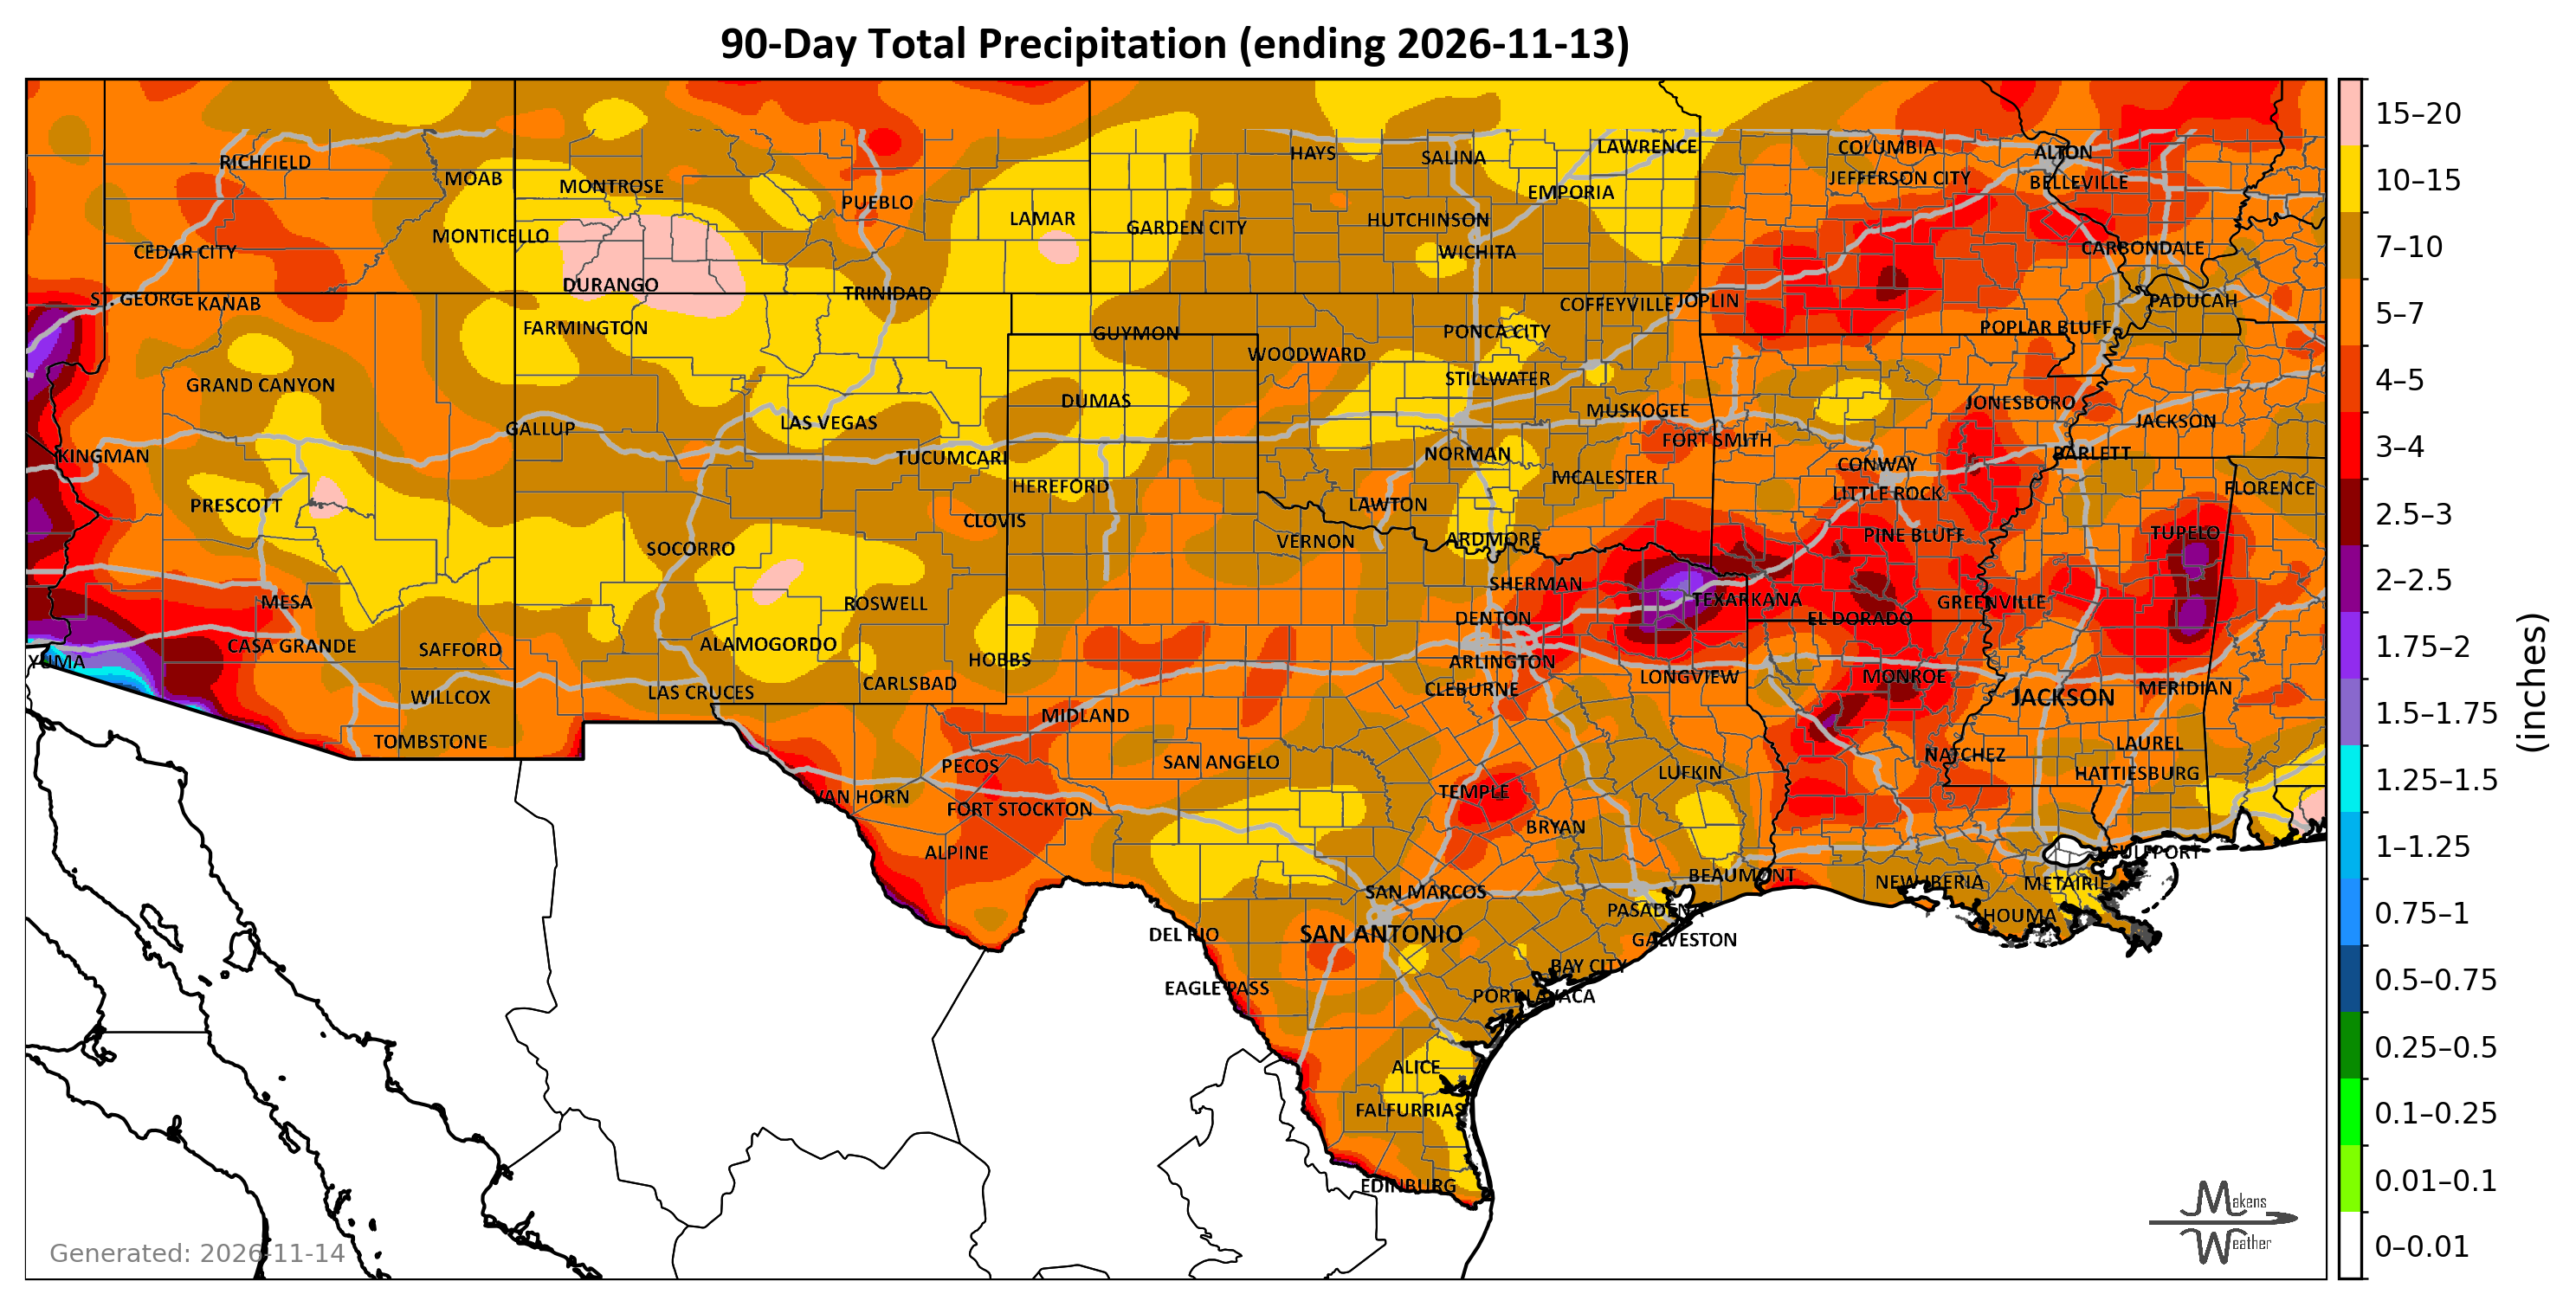 90-Day Total Precipitation (ending 2026-11-13)
RICHFIELD
MOAB
MONTROSE
PUEBLO
LAMAR
HAYS
SALINA
LAWRENCE
COLUMBIA
ALTON
JEFFERSON CITY
BELLEVILLE
EMPORIA
GARDEN CITY
HUTCHINSON
WICHITA
MONTICELLO
CEDAR CITY
CARBONDALE
DURANGO
TRINIDAD
ST. GEORGE
KANAB
COFFEYVILLE
JOPLIN
PADUCAH
FARMINGTON
GUYMON
PONCA CITY
POPLAR BLUFF
WOODWARD
GRAND CANYON
STILLWATER
DUMAS
MUSKOGEE
JONESBORO
JACKSON
GALLUP
LAS VEGAS
FORT SMITH
KINGMAN
TUCUMCARI
NORMAN
CONWAY
BARLETT
MCALESTER
HEREFORD
LITTLE ROCK
FLORENCE
PRESCOTT
LAWTON
CLOVIS
PINE BLUFF
TUPELO
SOCORRO
VERNON
ARDMORE
SHERMAN
MESA
ROSWELL
TEXARKANA
GREENVILLE
DENTON
EL DORADO
CASA GRANDE
SAFFORD
ALAMOGORDO
HOBBS
ARLINGTON
YUMA
CARLSBAD
CLEBURNE
LONGVIEW
MONROE
MERIDIAN
WILLCOX
LAS CRUCES
JACKSON
MIDLAND
TOMBSTONE
LAUREL
NATCHEZ
PECOS
SAN ANGELO
LUFKIN
HATTIESBURG
VAN HORN
FORT STOCKTON
TEMPLE
BRYAN
ALPINE
GULFPORT
BEAUMONT
NEW IBERIA
METAIRIE
SAN MARCOS
PASADENA
HOUMA
DEL RIO
SAN ANTONIO
GALVESTON
BAY CITY
EAGLE PASS
PORT LAVACA
ALICE
FALFURRIAS
EDINBURG
Generated: 2026-11-14
Makens
Weather
15–20
10–15
7–10
5–7
4–5
3–4
2.5–3
2–2.5
1.75–2
1.5–1.75
1.25–1.5
1–1.25
0.75–1
0.5–0.75
0.25–0.5
0.1–0.25
0.01–0.1
0–0.01
(inches)